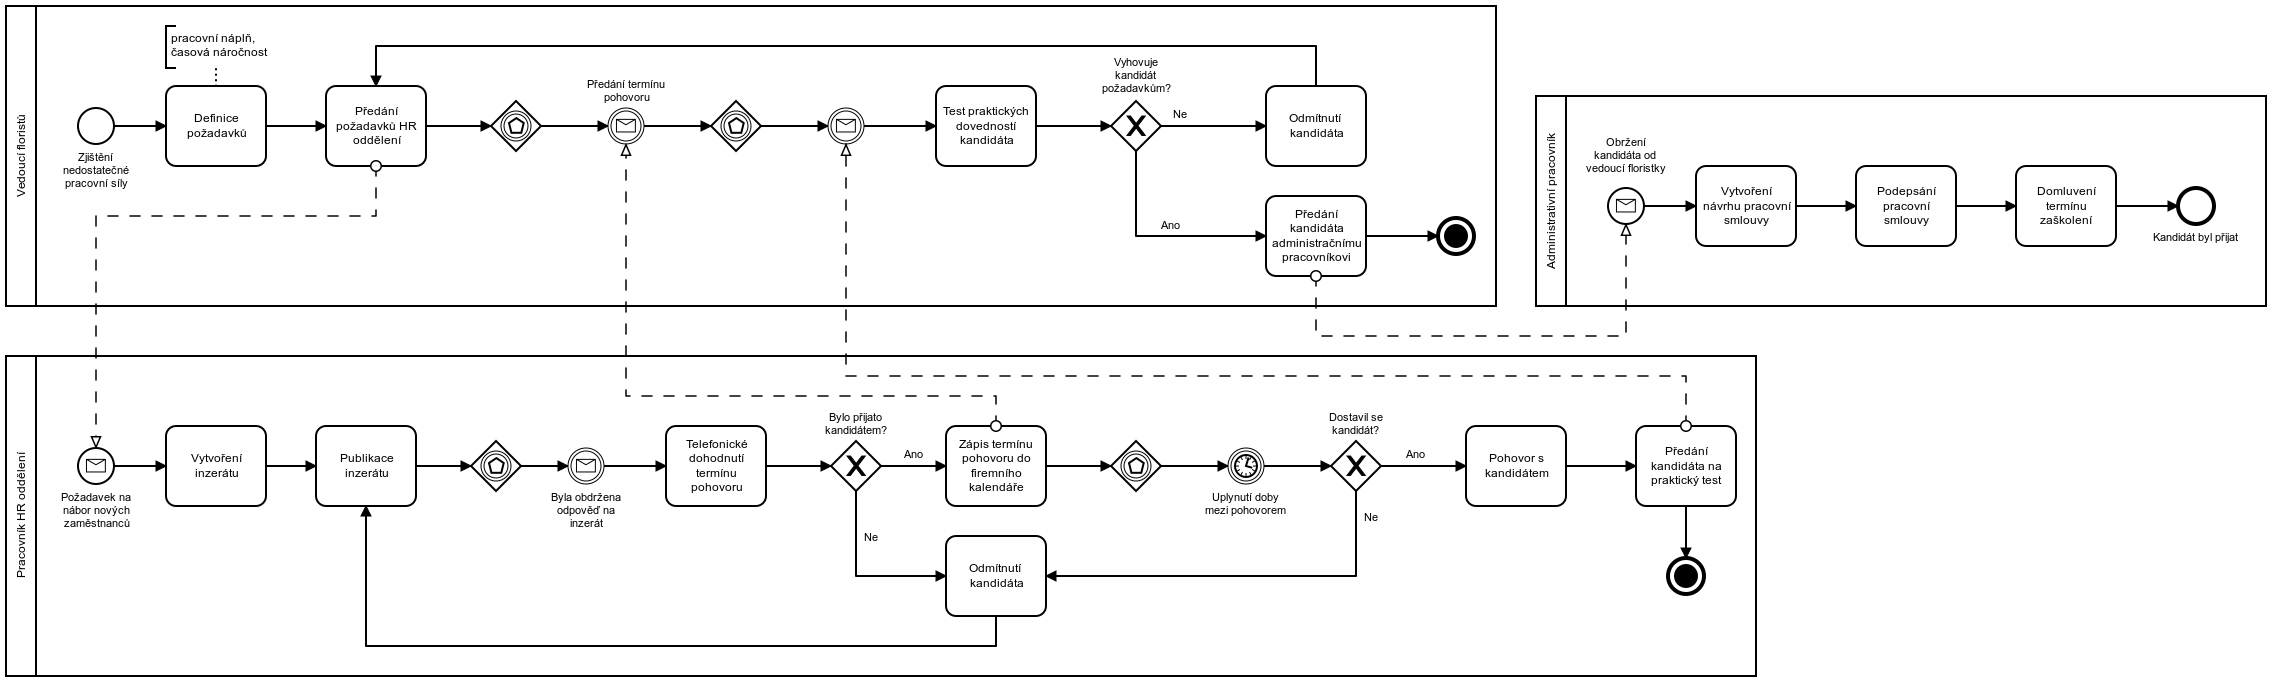 Vedoucí floristů
pracovní náplň,
časová náročnost
Zjištění
nedostatečné
pracovní síly
Definice
požadavků
Předání
požadavků HR
oddělení
Předání termínu
pohovoru
Test praktických
dovedností
kandidáta
Vyhovuje
kandidát
požadavkům?
Ne
Odmítnutí
kandidáta
Ano
Předání
kandidáta
administračnímu
pracovníkovi
Administrativní pracovník
Obržení
kandidáta od
vedoucí floristky
Vytvoření
návrhu pracovní
smlouvy
Podepsání
pracovní
smlouvy
Domluvení
termínu
zaškolení
Kandidát byl přijat
Pracovník HR oddělení
Požadavek na
nábor nových
zaměstnanců
Vytvoření
inzerátu
Publikace
inzerátu
Byla obdržena
odpověď na
inzerát
Telefonické
dohodnutí
termínu
pohovoru
Bylo přijato
kandidátem?
Ano
Ne
Zápis termínu
pohovoru do
firemního
kalendáře
Odmítnutí
kandidáta
Uplynutí doby
mezi pohovorem
Dostavil se
kandidát?
Ano
Ne
Pohovor s
kandidátem
Předání
kandidáta na
praktický test